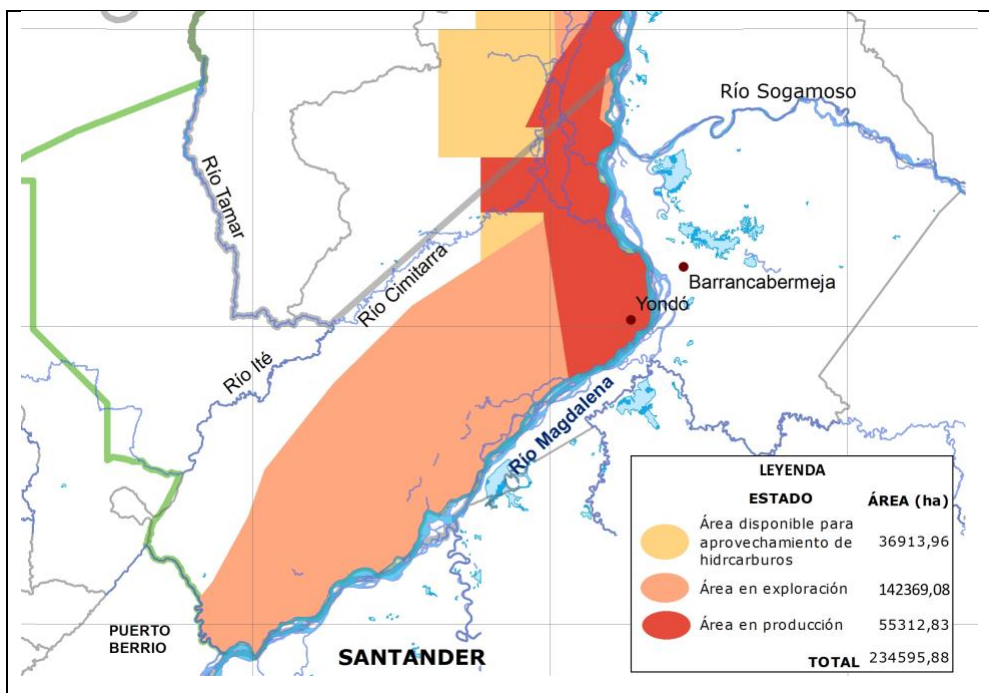 Río Sogamoso
Río Tamar
Río Cimitarra
Barrancabermeja
Yondó
Río Ité
Río Magdalena
LEYENDA
ESTADO ÁREA (ha)
Área disponible para
aprovechamiento de 36913,96
hidrcarburos
Área en exploración 142369,08
Área en producción 55312,83
TOTAL 234595,88
PUERTO
BERRIO
SANTANDER